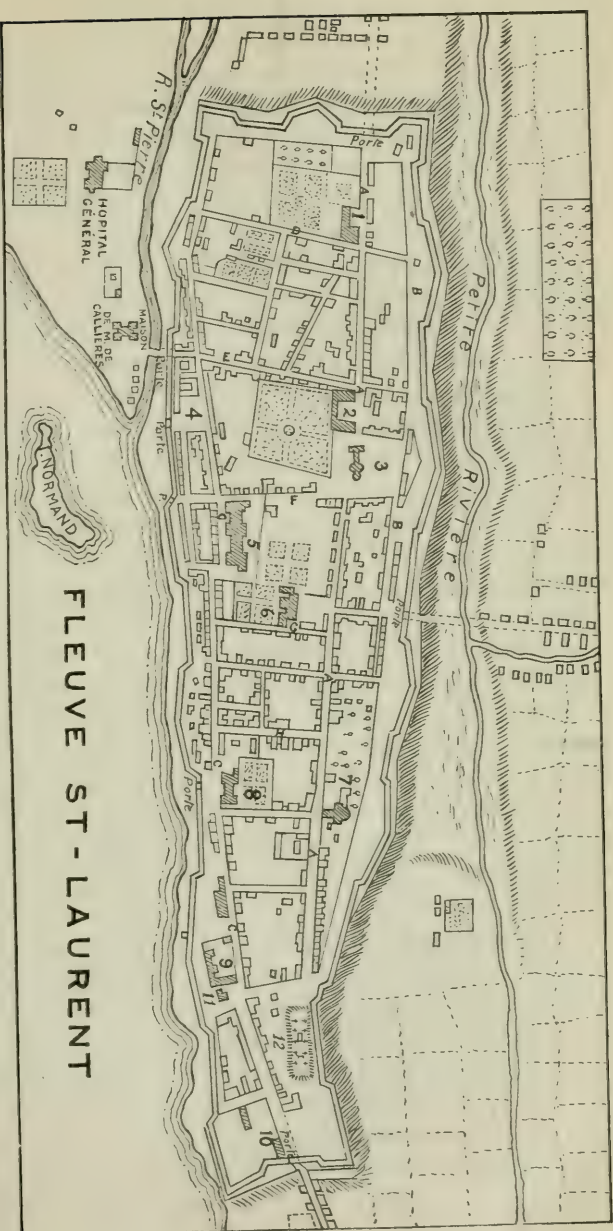 R. St Pierre
HOPITAL
GÉNÉRAL
MAISON
DE M. DE
CALLIÈRES
I. NORMAND
FLEUVE ST-LAURENT
PETITE RIVIÈRE
Porte
Porte
Porte
P.
Porte
Porte
Porte
1
2
3
4
5
6
7
8
9
10
11
12
A
A
A
A
B
B
C
C
C
D
E
F
G
H